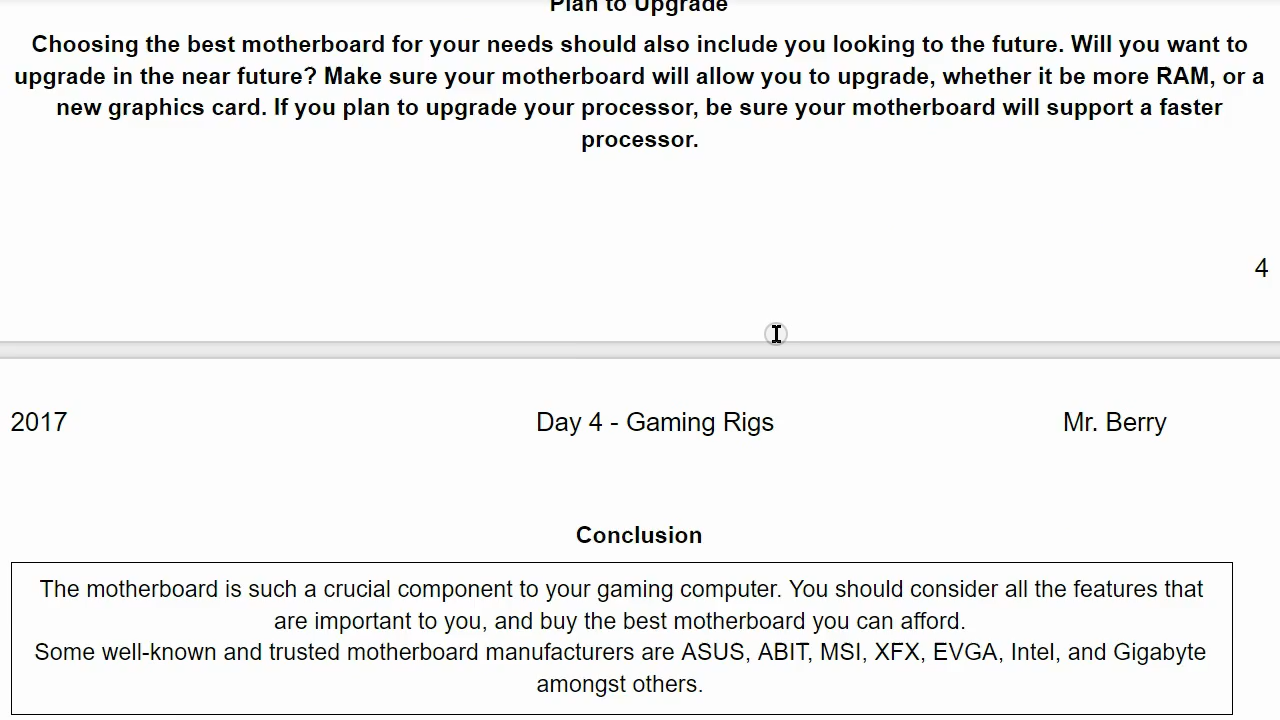 Plan to Upgrade
Choosing the best motherboard for your needs should also include you looking to the future. Will you want to
upgrade in the near future? Make sure your motherboard will allow you to upgrade, whether it be more RAM, or a
new graphics card. If you plan to upgrade your processor, be sure your motherboard will support a faster
processor.
4
2017 Day 4 - Gaming Rigs Mr. Berry
Conclusion
The motherboard is such a crucial component to your gaming computer. You should consider all the features that
are important to you, and buy the best motherboard you can afford.
Some well-known and trusted motherboard manufacturers are ASUS, ABIT, MSI, XFX, EVGA, Intel, and Gigabyte
amongst others.